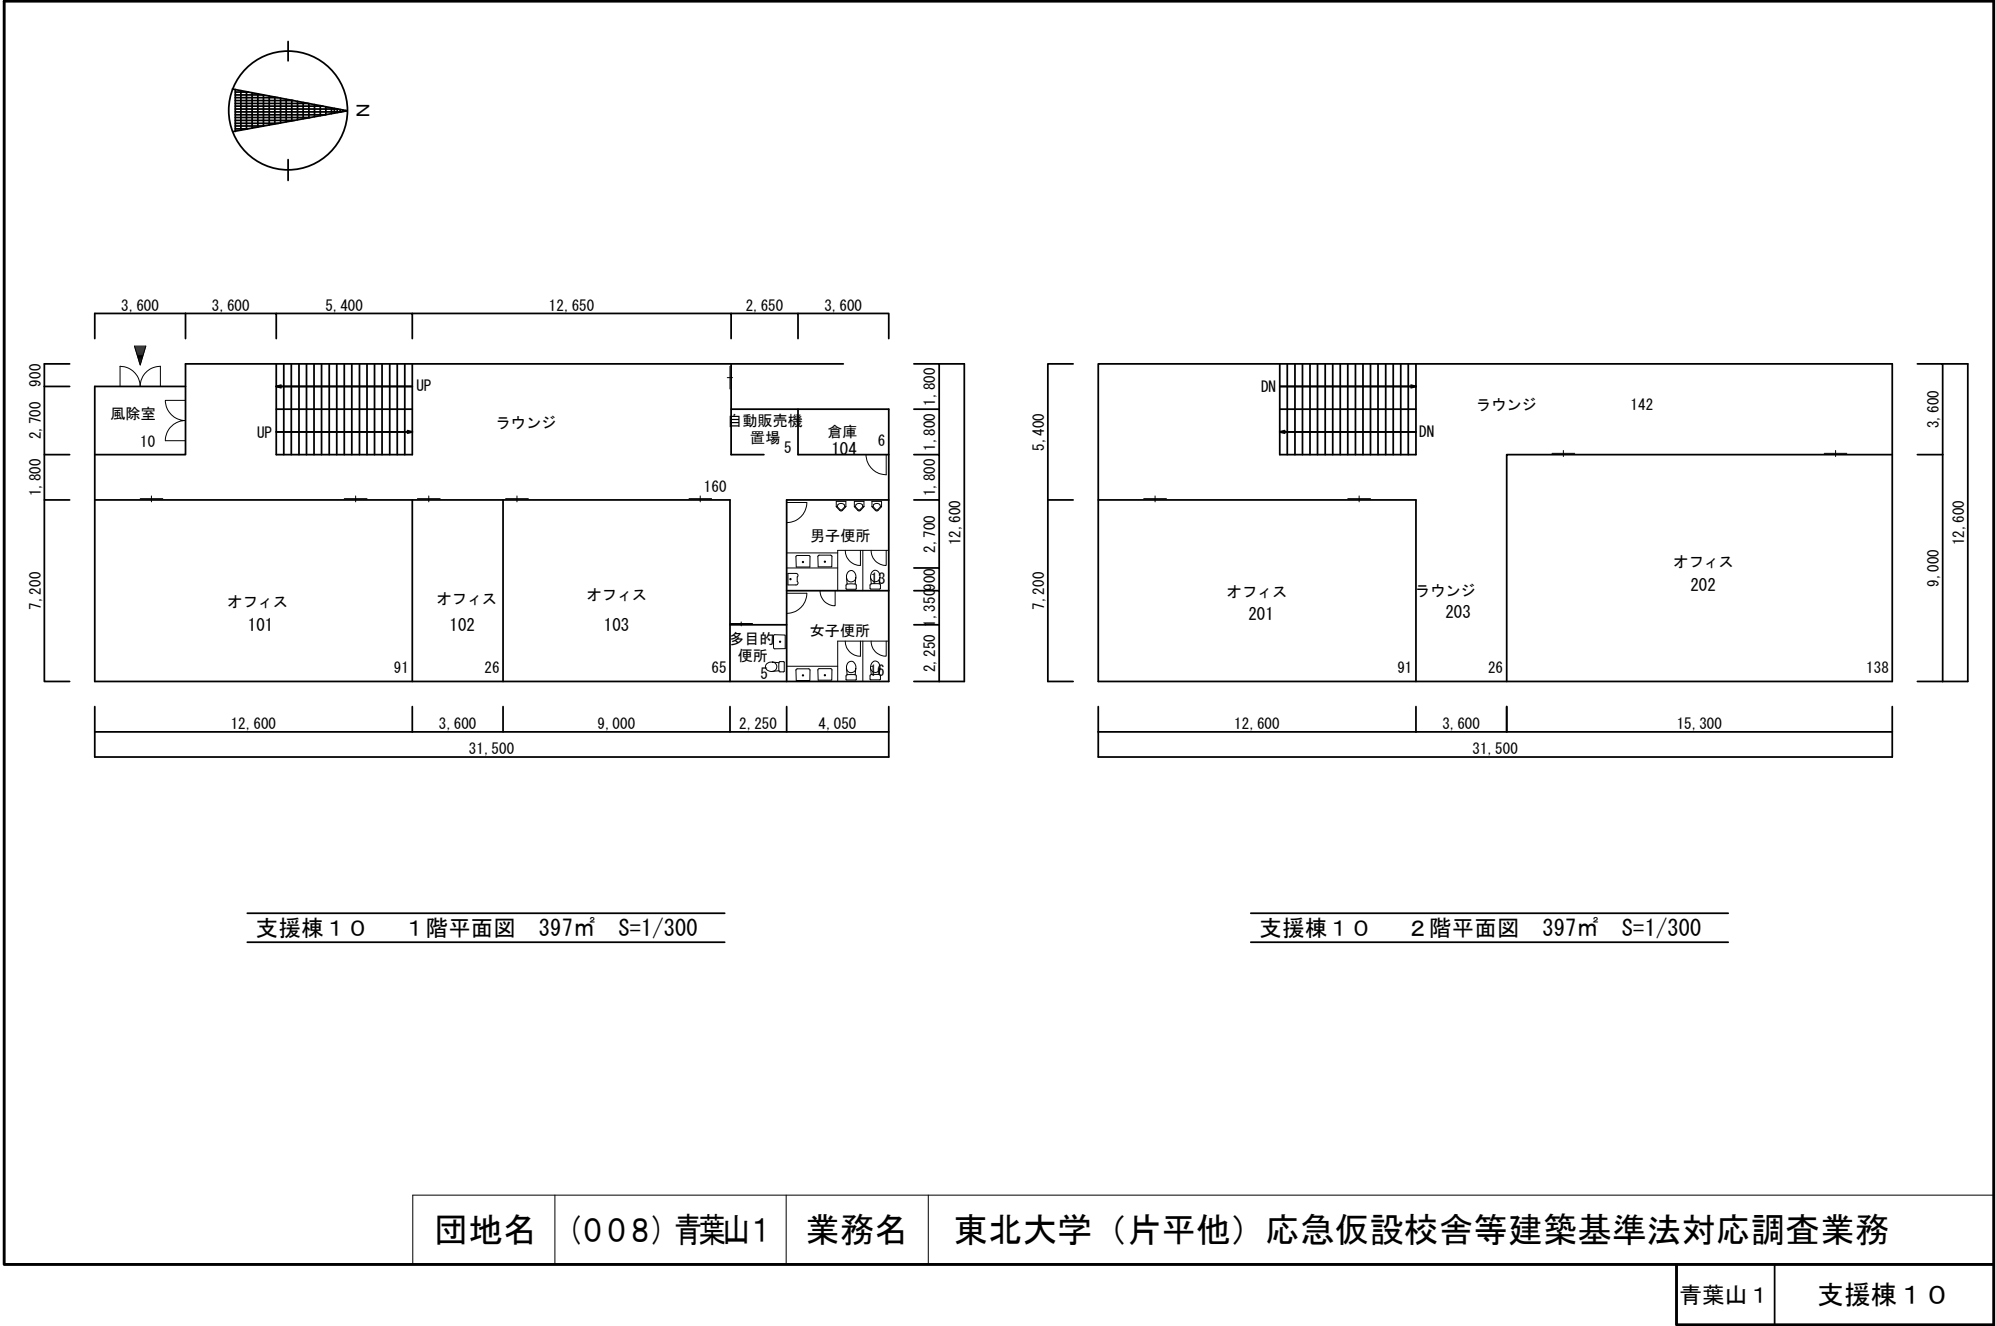 N
3,600
3,600
5,400
12,650
2,650
3,600
900
2,700
1,800
7,200
風除室
10
UP
UP
ラウンジ
160
自動販売機
置場
5
倉庫
104
6
オフィス
101
91
オフィス
102
26
オフィス
103
65
男子便所
13
女子便所
16
多目的
便所
5
1,800
1,800
1,800
2,700
900
1,350
2,250
12,600
12,600
3,600
9,000
2,250
4,050
31,500
5,400
7,200
DN
DN
ラウンジ
142
オフィス
201
91
ラウンジ
203
26
オフィス
202
138
3,600
9,000
12,600
12,600
3,600
15,300
31,500
支援棟10 1階平面図 397㎡ S=1/300
支援棟10 2階平面図 397㎡ S=1/300
団地名 (008)青葉山1 業務名 東北大学(片平他)応急仮設校舎等建築基準法対応調査業務
青葉山1 支援棟10